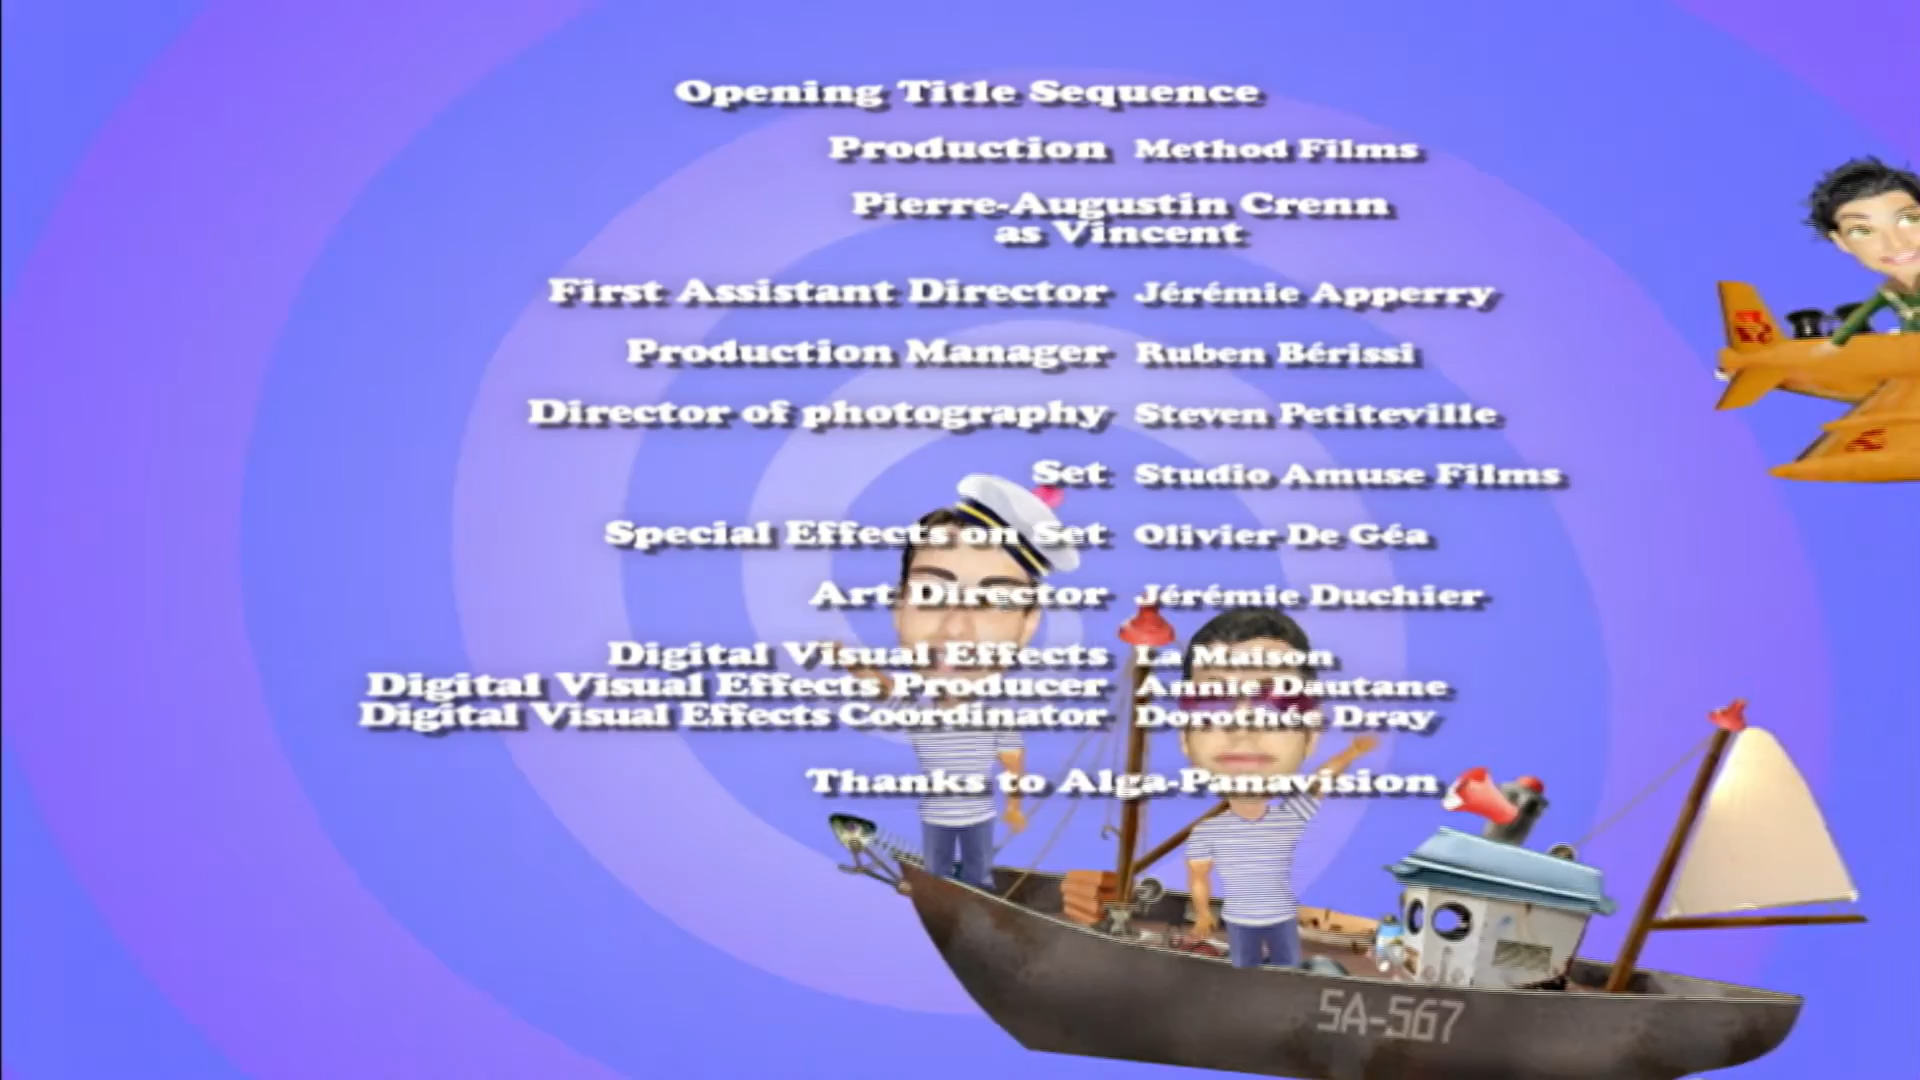 Opening Title Sequence
Production Method Films
Pierre-Augustin Crenn
as Vincent
First Assistant Director Jérémie Apperry
Production Manager Ruben Bérissi
Director of photography Steven Petiteville
Set Studio Amuse Films
Special Effects on Set Olivier De Géa
Art Director Jérémie Duchier
Digital Visual Effects La Maison
Digital Visual Effects Producer Annie Dautane
Digital Visual Effects Coordinator Dorothée Dray
Thanks to Alga-Panavision
SA-567